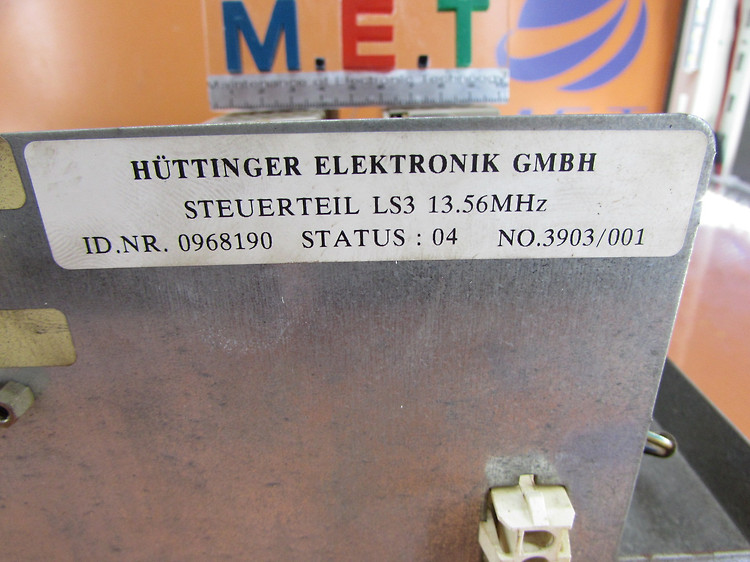 M.E.T
HÜTTINGER ELEKTRONIK GMBH
STEUERTEIL LS3 13.56MHz
ID.NR. 0968190 STATUS : 04 NO.3903/001